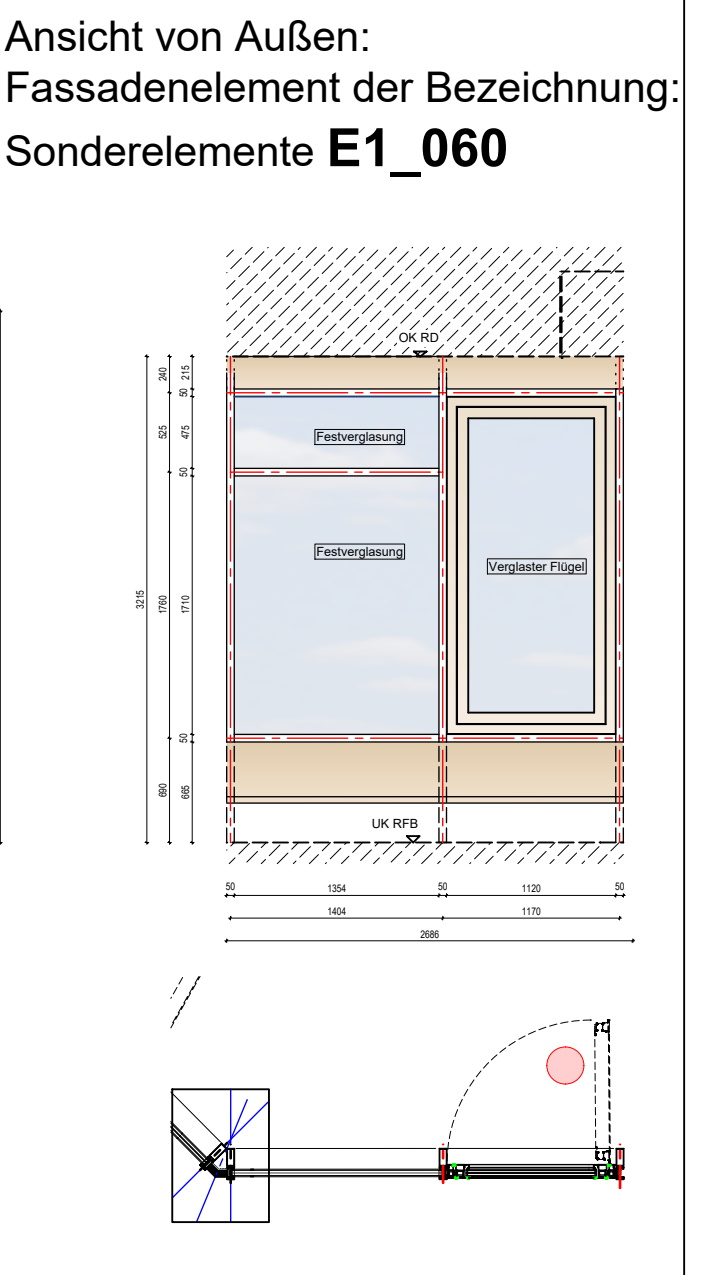 Ansicht von Außen:
Fassadenelement der Bezeichnung:
Sonderelemente E1_060
OK RD
240
215
50
525
475
Festverglasung
50
Festverglasung
Verglaster Flügel
3215
1760
1710
50
690
665
UK RFB
50 1354 50 1120 50
1404 1170
2686